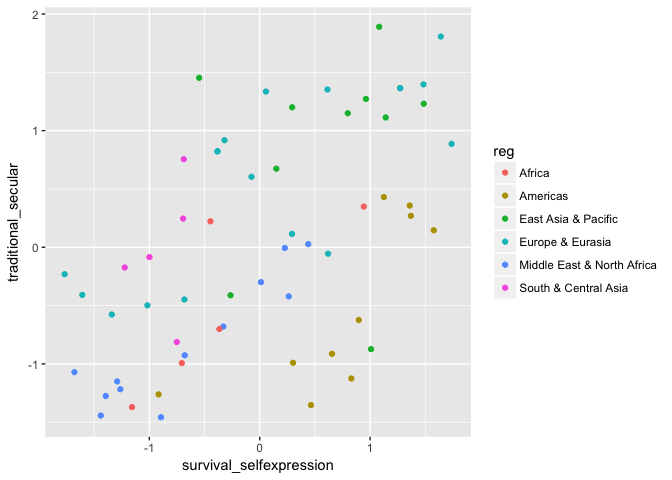 2
1
0
-1
traditional_secular
-1
0
1
survival_selfexpression
reg
Africa
Americas
East Asia & Pacific
Europe & Eurasia
Middle East & North Africa
South & Central Asia